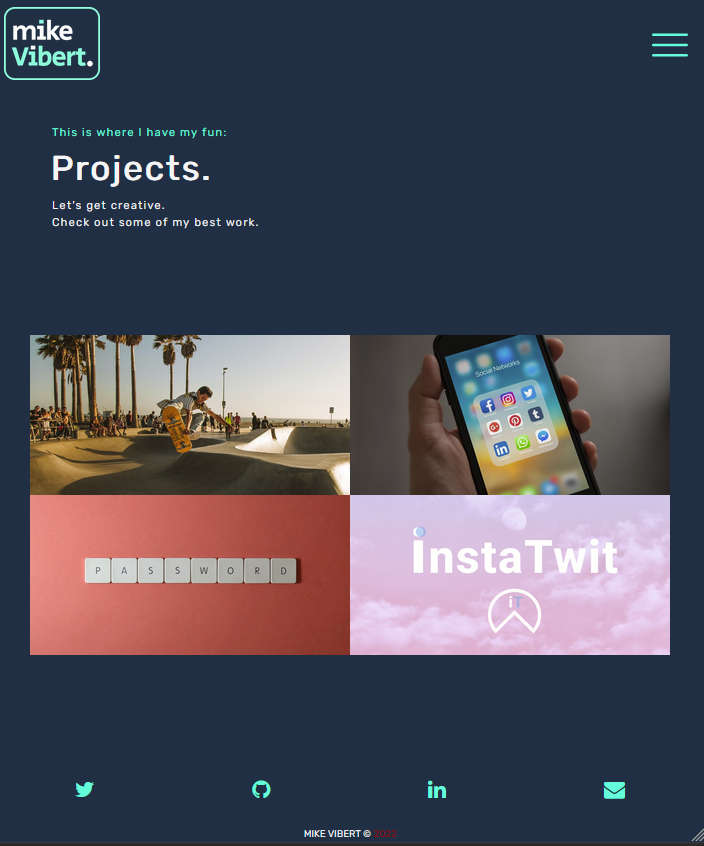 mike
Vibert.
This is where I have my fun:
Projects.
Let's get creative.
Check out some of my best work.
Social Networks
P A S S W O R D
InstaTwit
iT
MIKE VIBERT © 2022